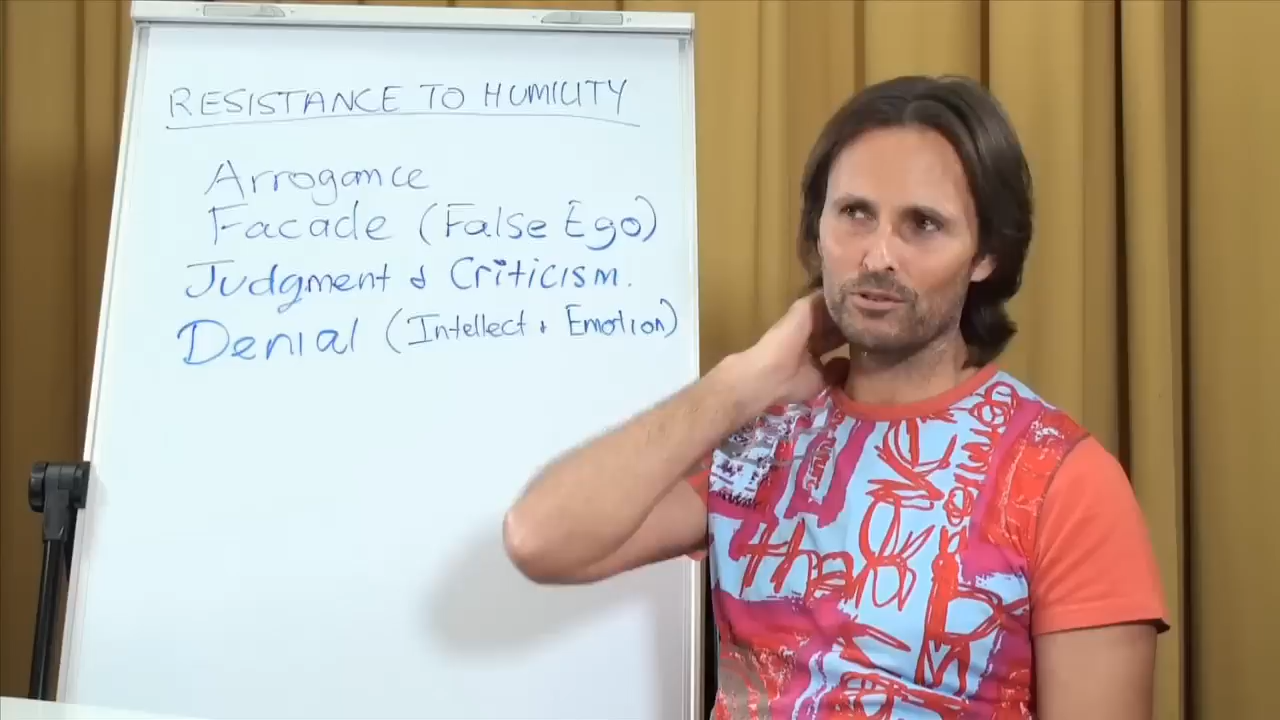 RESISTANCE TO HUMILITY
Arrogance
Facade (False Ego)
Judgment & Criticism.
Denial (Intellect + Emotion)